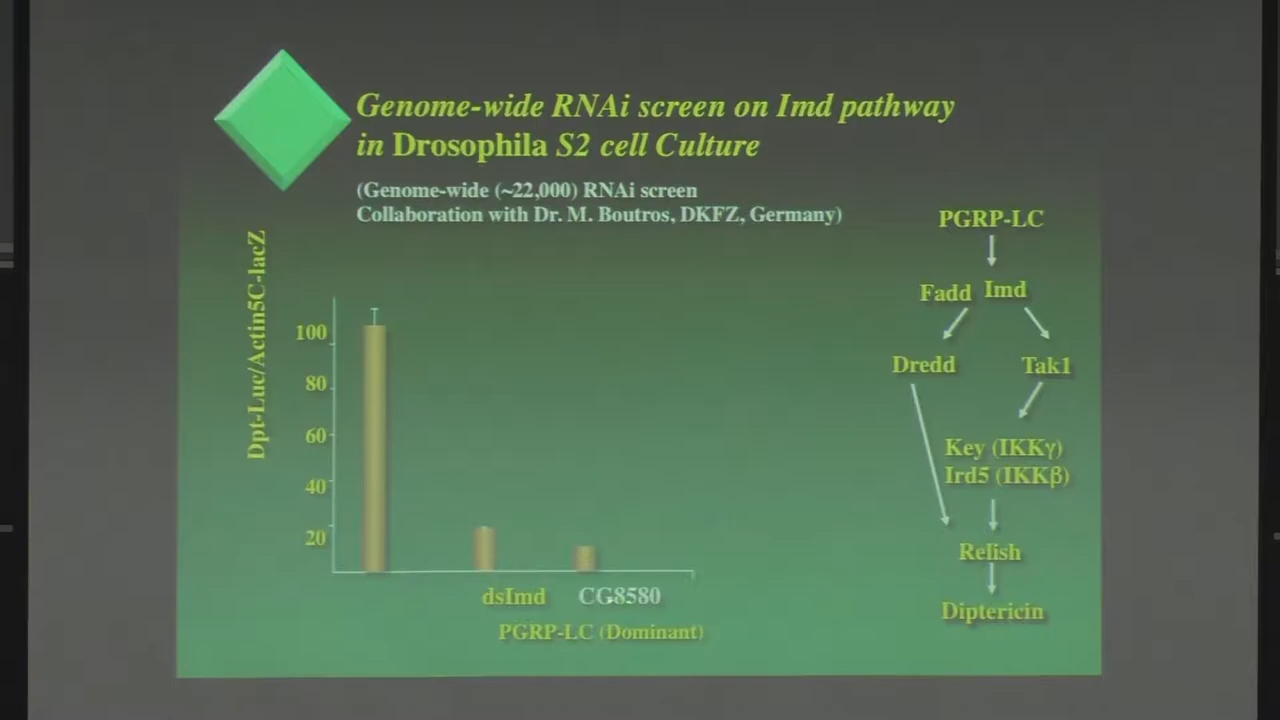 Genome-wide RNAi screen on Imd pathway
in Drosophila S2 cell Culture
(Genome-wide (~22,000) RNAi screen
Collaboration with Dr. M. Boutros, DKFZ, Germany)
Dpt-Luc/Actin5C-lacZ
100
80
60
40
20
dsImd
CG8580
PGRP-LC (Dominant)
PGRP-LC
Fadd Imd
Dredd
Tak1
Key (IKKγ)
Ird5 (IKKβ)
Relish
Diptericin